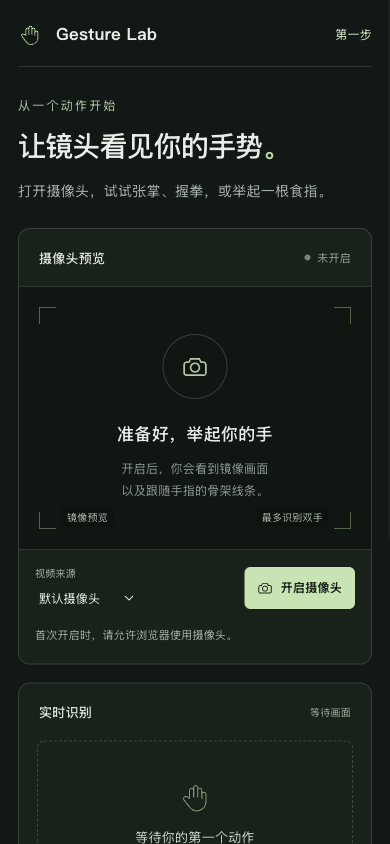 Gesture Lab
第一步
从一个动作开始
让镜头看见你的手势。
打开摄像头，试试张掌、握拳，或举起一根食指。
摄像头预览
未开启
准备好，举起你的手
开启后，你会看到镜像画面
以及跟随手指的骨架线条。
镜像预览
最多识别双手
视频来源
默认摄像头
开启摄像头
首次开启时，请允许浏览器使用摄像头。
实时识别
等待画面
等待你的第一个动作